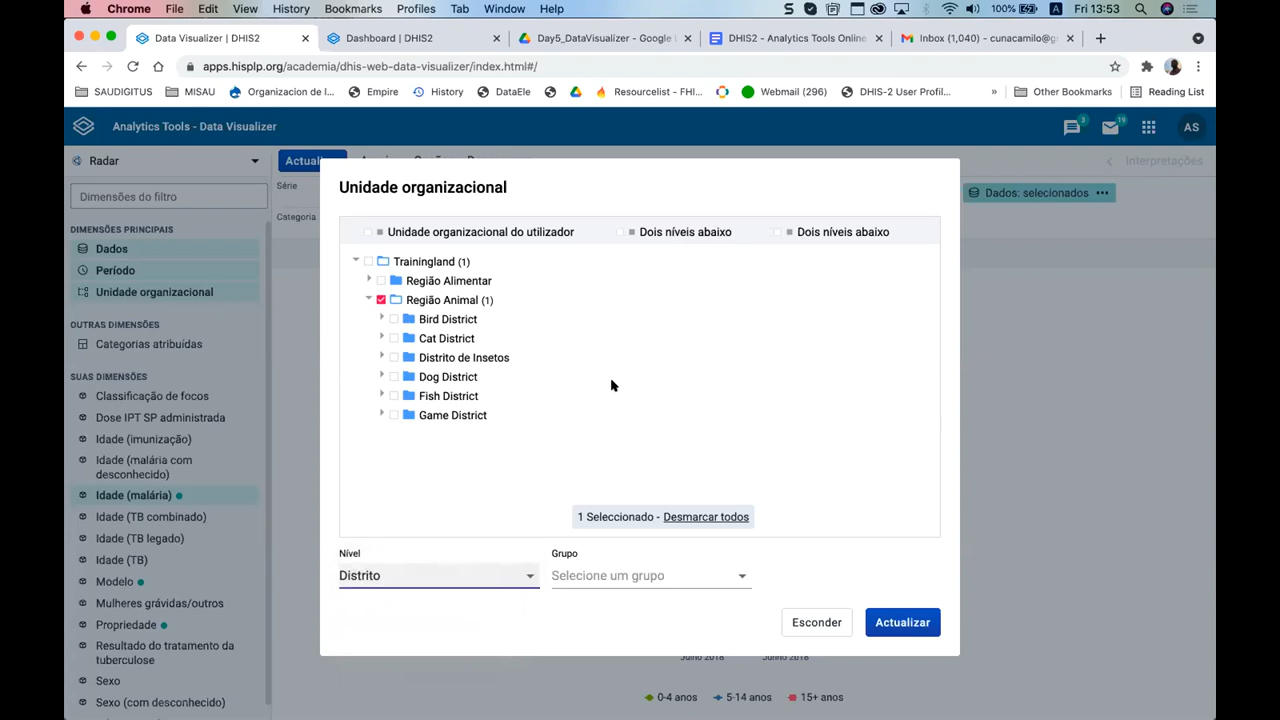 Chrome File Edit View History Bookmarks Profiles Tab Window Help 100% Fri 13:53
Data Visualizer | DHIS2 Dashboard | DHIS2 Day5_DataVisualizer - Google DHIS2 - Analytics Tools Online Inbox (1,040) - cunacamilo@g
apps.hisplp.org/academia/dhis-web-data-visualizer/index.html#/
SAUDIGITUS MISAU Organizacion de I... Empire History DataEle Resourcelist - FHI... Webmail (296) DHIS-2 User Profil... » Other Bookmarks Reading List
Analytics Tools - Data Visualizer 3 19 AS
Radar
Interpretações
Série
Dados: selecionados
Categoria
Dimensões do filtro
DIMENSÕES PRINCIPAIS
Dados
Período
Unidade organizacional
OUTRAS DIMENSÕES
Categorias atribuídas
SUAS DIMENSÕES
Classificação de focos
Dose IPT SP administrada
Idade (imunização)
Idade (malária com
desconhecido)
Idade (malária)
Idade (TB combinado)
Idade (TB legado)
Idade (TB)
Modelo
Mulheres grávidas/outros
Propriedade
Resultado do tratamento da
tuberculose
Sexo
Sexo (com desconhecido)
Unidade organizacional
Unidade organizacional do utilizador Dois níveis abaixo Dois níveis abaixo
Trainingland (1)
Região Alimentar
Região Animal (1)
Bird District
Cat District
Distrito de Insetos
Dog District
Fish District
Game District
1 Seleccionado - Desmarcar todos
Nível Grupo
Distrito Selecione um grupo
Esconder Actualizar
0-4 anos 5-14 anos 15+ anos